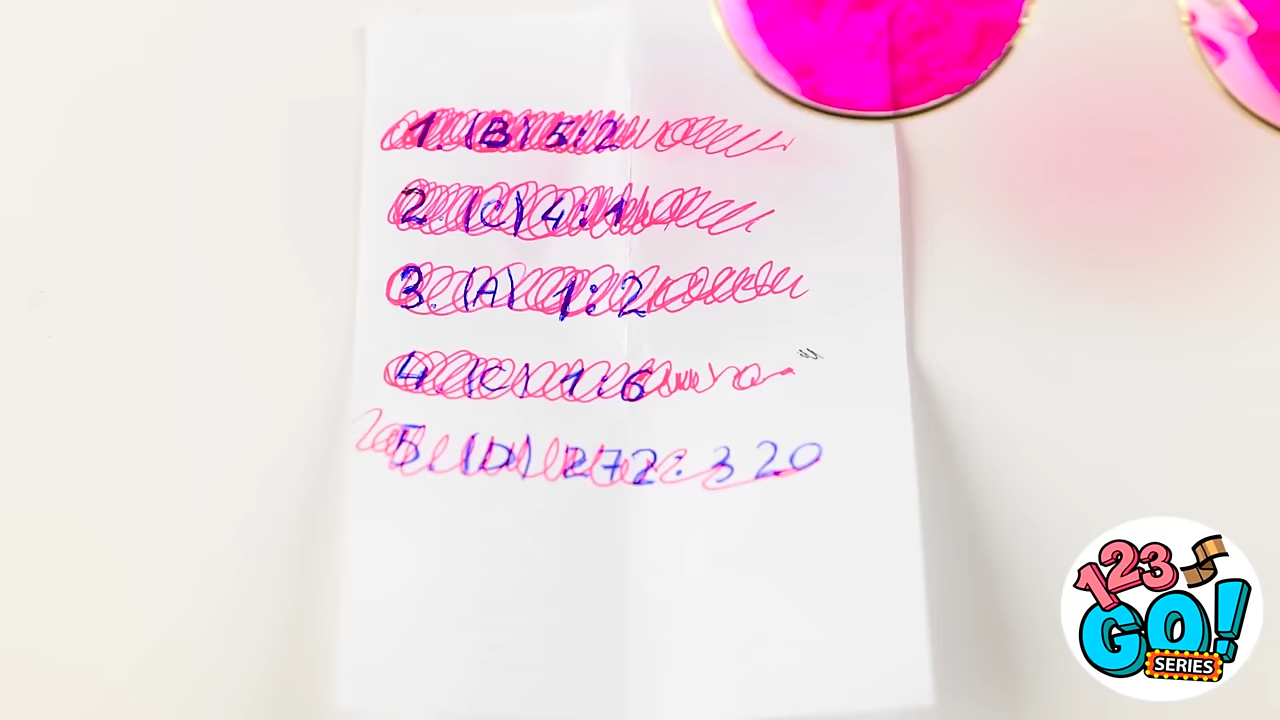 1. (B) 5:2
2. (C) 4:1
3. (A) 1:2
4. (C) 1:6
5. (D) 272:320
123
GO!
SERIES